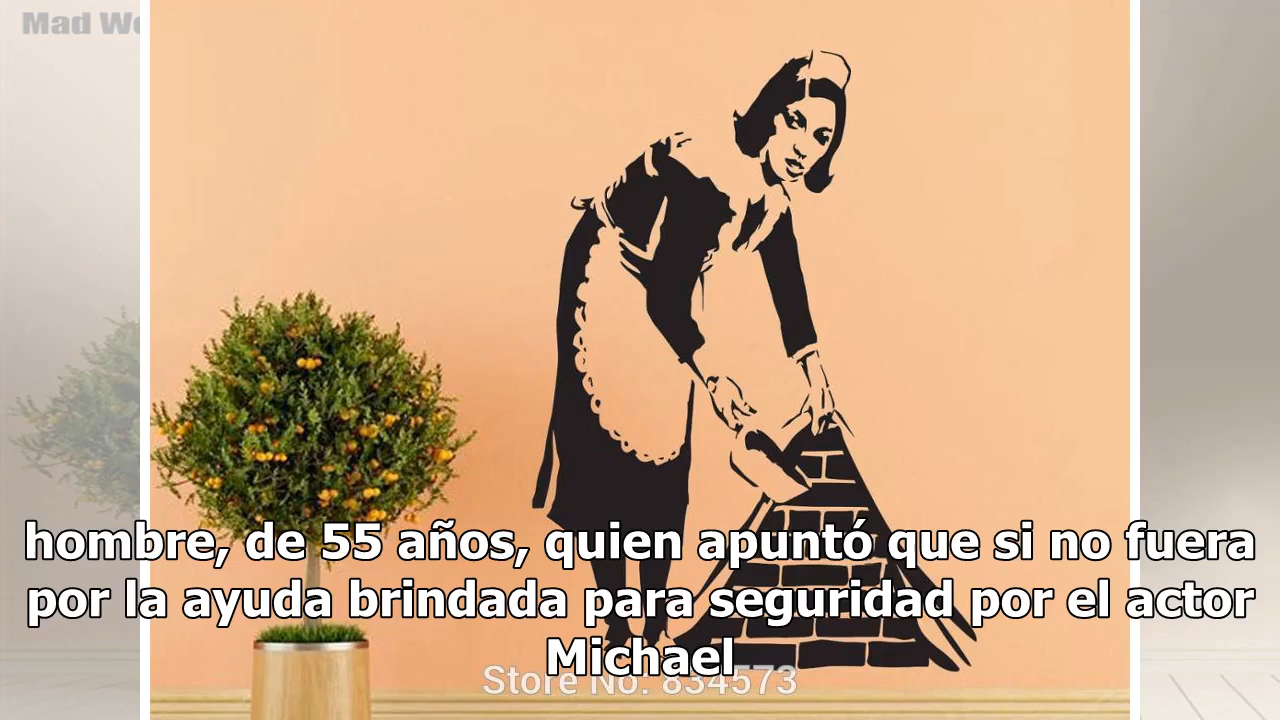 Mad Wo
hombre, de 55 años, quien apuntó que si no fuera
por la ayuda brindada para seguridad por el actor
Michael
Store No: 834573